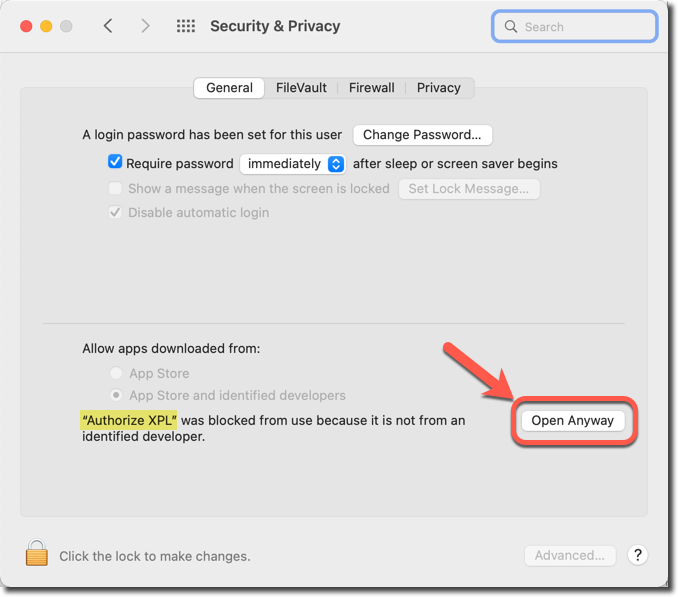 Security & Privacy
Search
General
FileVault
Firewall
Privacy
A login password has been set for this user
Change Password...
Require password
immediately
after sleep or screen saver begins
Show a message when the screen is locked
Set Lock Message...
Disable automatic login
Allow apps downloaded from:
App Store
App Store and identified developers
“Authorize XPL” was blocked from use because it is not from an
identified developer.
Open Anyway
Click the lock to make changes.
Advanced...
?